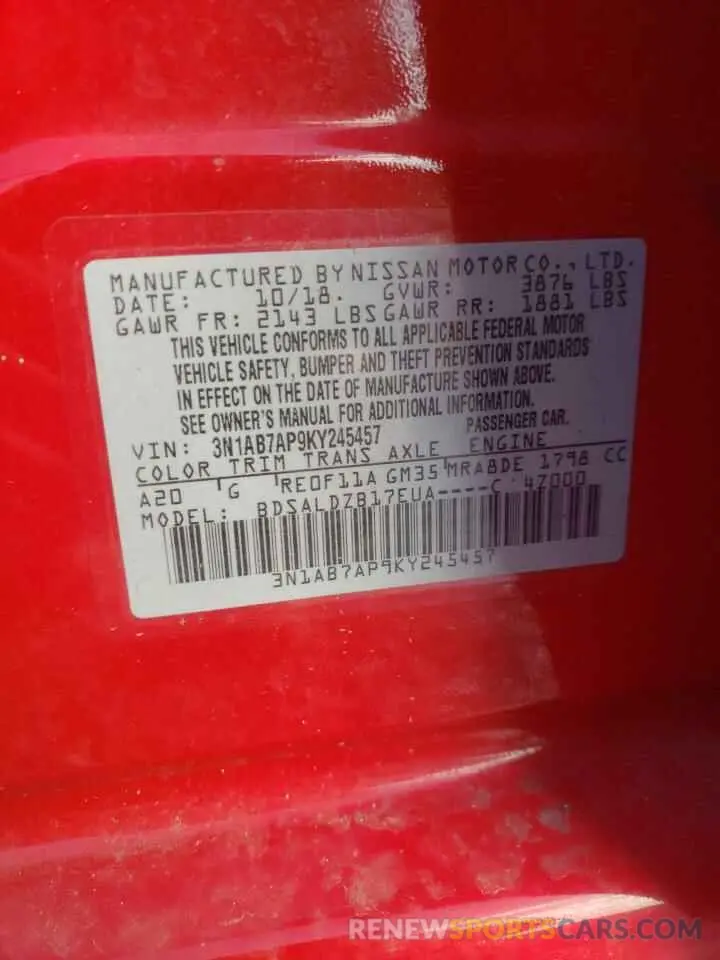 MANUFACTURED BY NISSAN MOTOR CO., LTD.
DATE: 10/18. GVWR: 3876 LBS
GAWR FR: 2143 LBS GAWR RR: 1881 LBS
THIS VEHICLE CONFORMS TO ALL APPLICABLE FEDERAL MOTOR
VEHICLE SAFETY, BUMPER AND THEFT PREVENTION STANDARDS
IN EFFECT ON THE DATE OF MANUFACTURE SHOWN ABOVE.
SEE OWNER'S MANUAL FOR ADDITIONAL INFORMATION.
VIN: 3N1AB7AP9KY245457 PASSENGER CAR.
COLOR TRIM TRANS AXLE ENGINE
A20 G RE0F11A GM35 MRA8DE 1798 CC
MODEL: BDSALDZB17EUA----C 47000
3N1AB7AP9KY245457
RENEWSPORTSCARS.COM